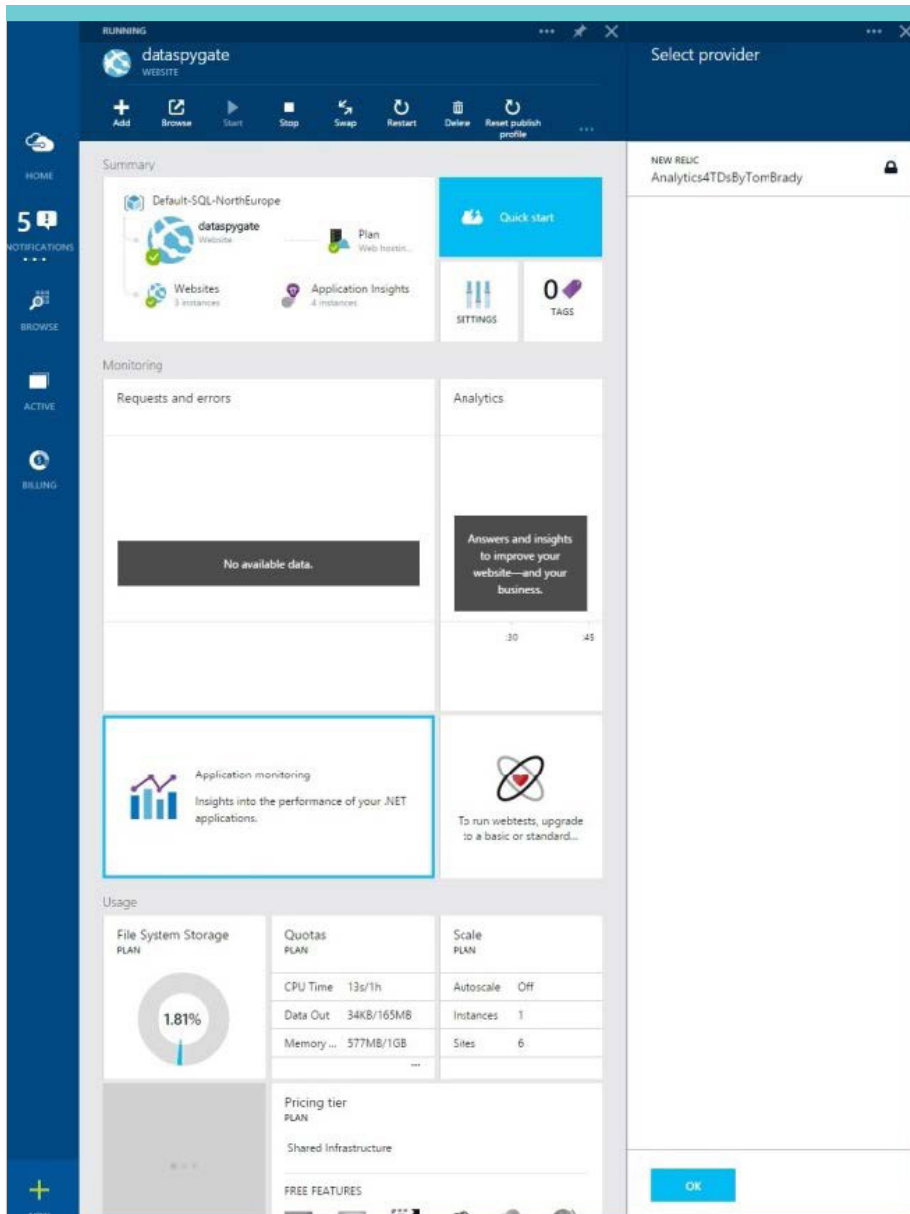 RUNNING
dataspygate
WEBSITE
Add
Browse
Start
Stop
Swap
Restart
Delete
Reset publish
profile
HOME
5
NOTIFICATIONS
BROWSE
ACTIVE
BILLING
Summary
Default-SQL-NorthEurope
dataspygate
Website
Plan
Web hostin...
Websites
3 instances
Application Insights
4 instances
Quick start
SETTINGS
0
TAGS
Monitoring
Requests and errors
No available data.
Analytics
Answers and insights
to improve your
website—and your
business.
:30 :45
Application monitoring
Insights into the performance of your .NET
applications.
To run webtests, upgrade
to a basic or standard...
Usage
File System Storage
PLAN
1.81%
Quotas
PLAN
CPU Time 13s/1h
Data Out 34KB/165MB
Memory ... 577MB/1GB
...
Scale
PLAN
Autoscale Off
Instances 1
Sites 6
Pricing tier
PLAN
Shared Infrastructure
FREE FEATURES
Select provider
NEW RELIC
Analytics4TDsByTomBrady
OK